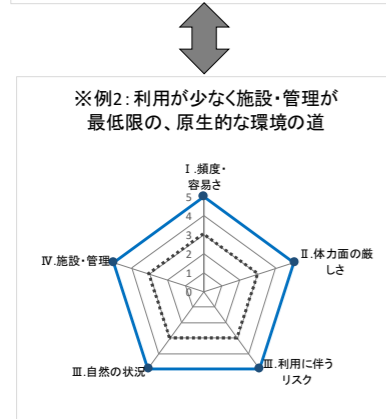 ※例2：利用が少なく施設・管理が
最低限の、原生的な環境の道
Ⅰ.頻度・
容易さ
5
4
3
2
1
0
Ⅱ.体力面の厳
しさ
Ⅳ.施設・管理
Ⅲ.自然の状況
Ⅲ.利用に伴う
リスク